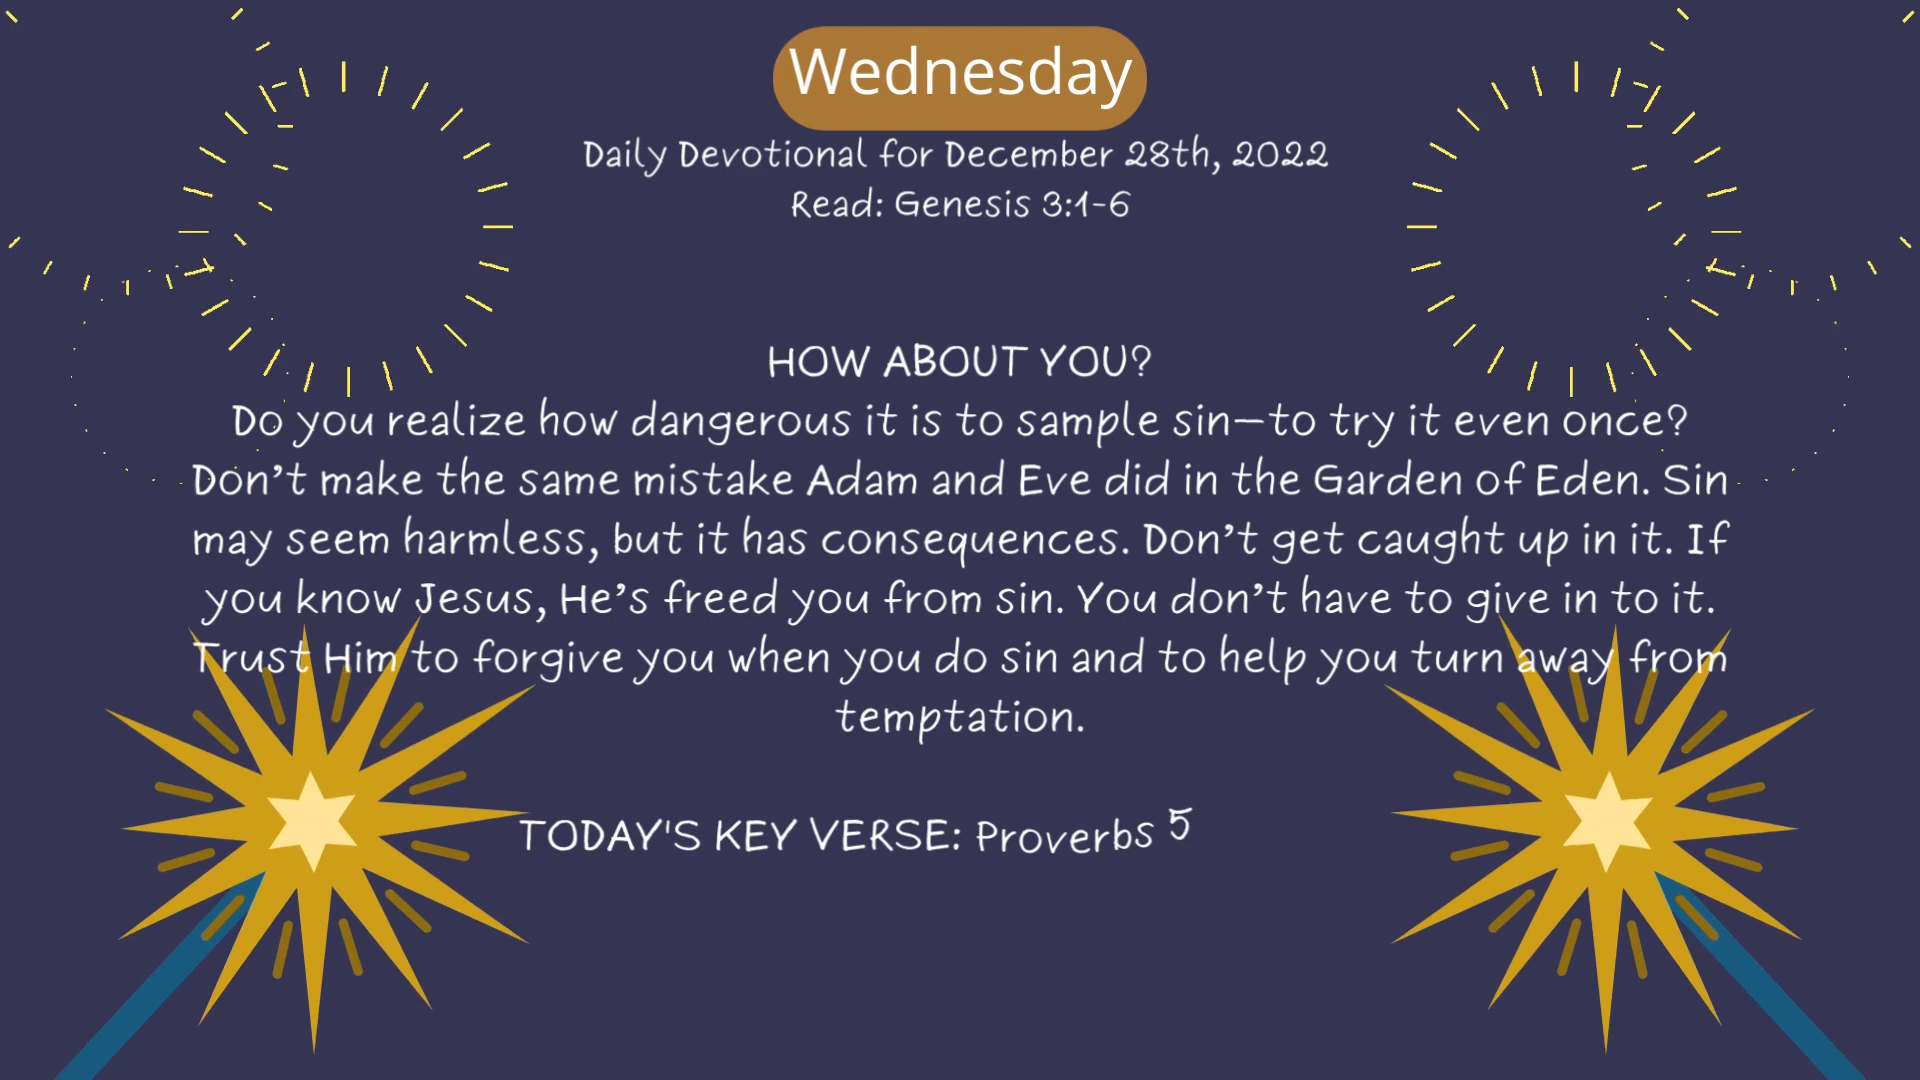 Wednesday
Daily Devotional for December 28th, 2022
Read: Genesis 3:1-6
HOW ABOUT YOU?
Do you realize how dangerous it is to sample sin—to try it even once?
Don’t make the same mistake Adam and Eve did in the Garden of Eden. Sin
may seem harmless, but it has consequences. Don’t get caught up in it. If
you know Jesus, He’s freed you from sin. You don’t have to give in to it.
Trust Him to forgive you when you do sin and to help you turn away from
temptation.
TODAY'S KEY VERSE: Proverbs 5